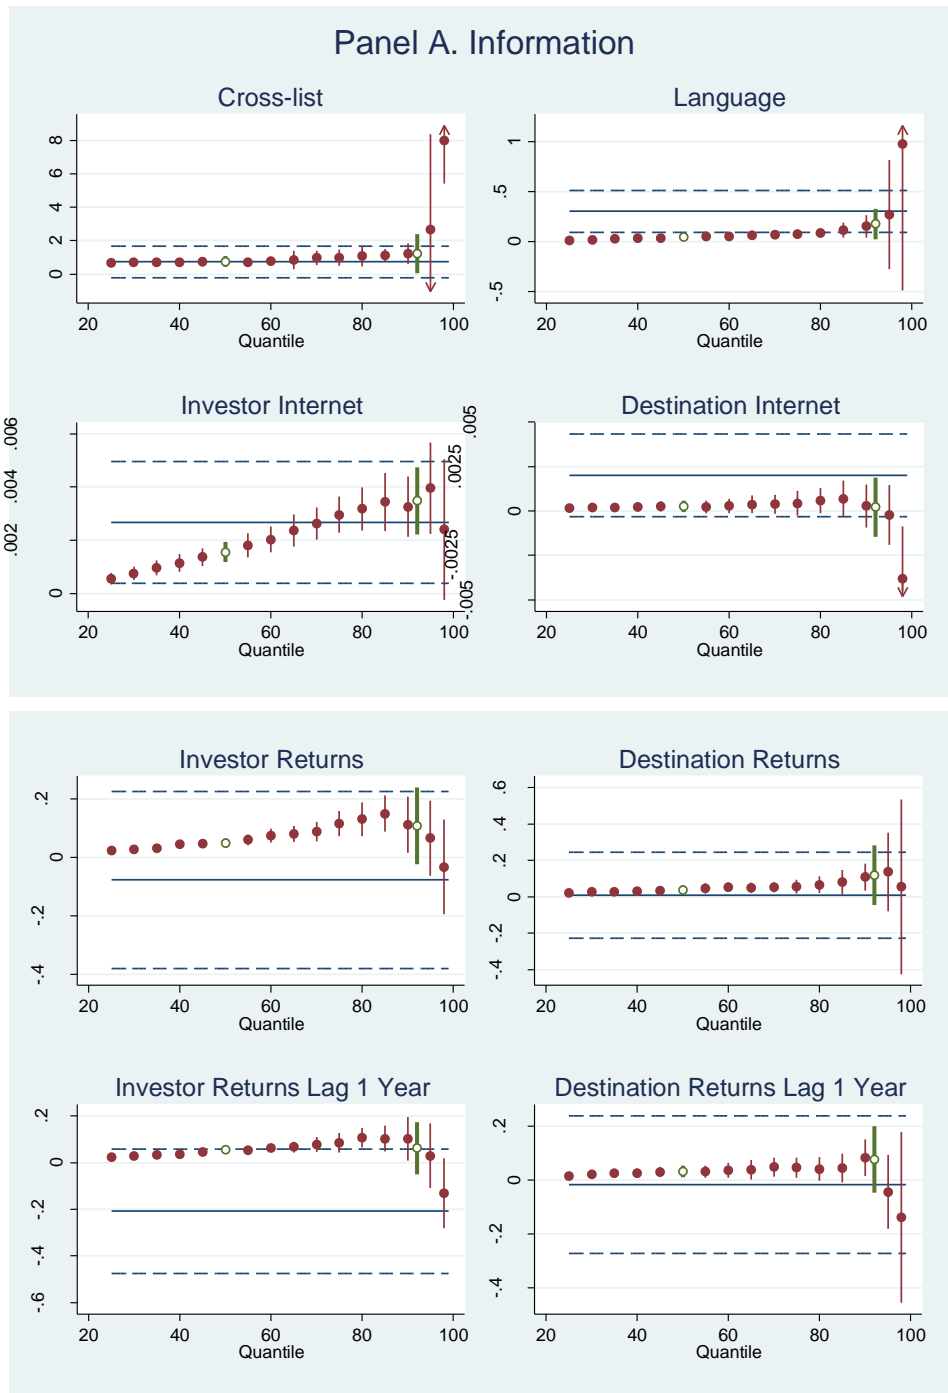 Panel A. Information
Cross-list
8
6
4
2
0
20 40 60 80 100
Quantile
Language
1
.5
0
-.5
20 40 60 80 100
Quantile
Investor Internet
.006
.004
.002
0
20 40 60 80 100
Quantile
Destination Internet
.005
.0025
0
-.0025
-.005
20 40 60 80 100
Quantile
Investor Returns
.2
0
-.2
-.4
20 40 60 80 100
Quantile
Destination Returns
.6
.4
.2
0
-.2
-.4
20 40 60 80 100
Quantile
Investor Returns Lag 1 Year
.2
0
-.2
-.4
-.6
20 40 60 80 100
Quantile
Destination Returns Lag 1 Year
.2
0
-.2
-.4
20 40 60 80 100
Quantile